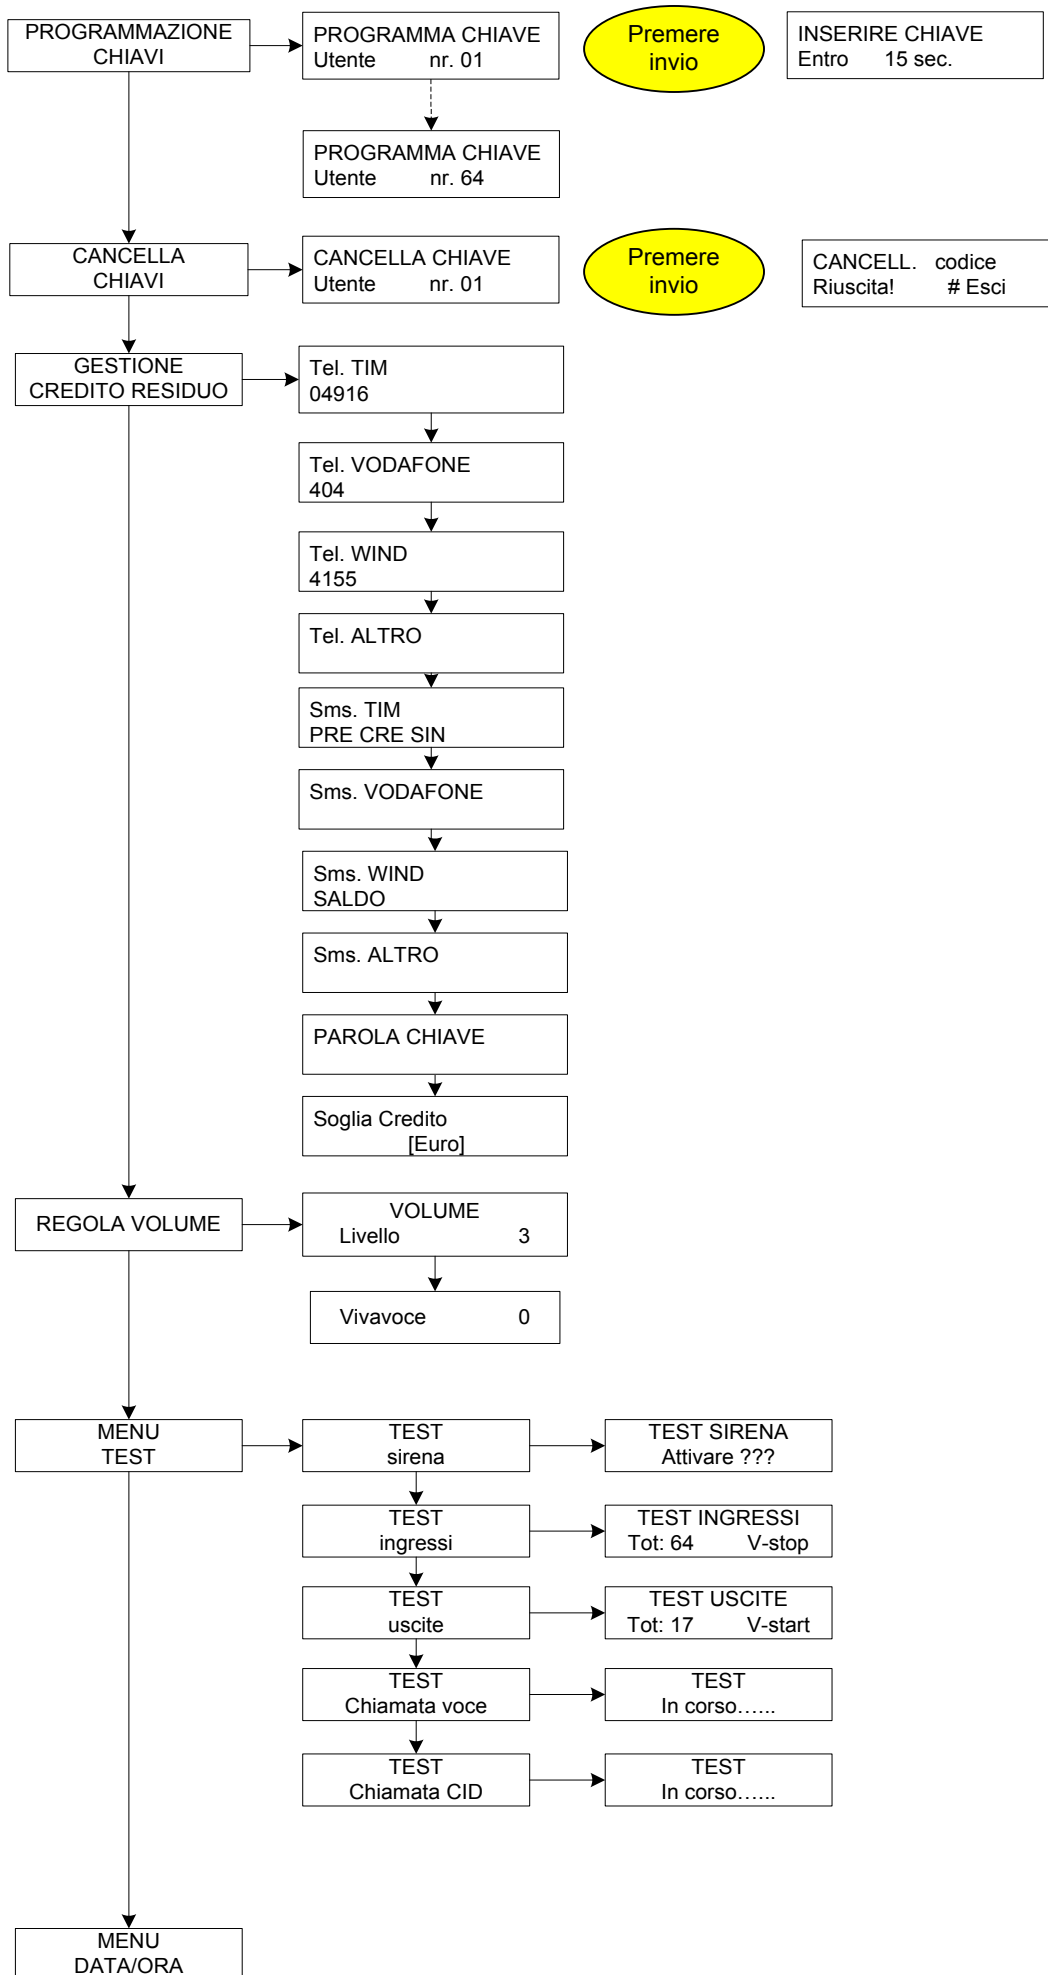 PROGRAMMAZIONE
CHIAVI
PROGRAMMA CHIAVE
Utente nr. 01
Premere
invio
INSERIRE CHIAVE
Entro 15 sec.
PROGRAMMA CHIAVE
Utente nr. 64
CANCELLA
CHIAVI
CANCELLA CHIAVE
Utente nr. 01
Premere
invio
CANCELL. codice
Riuscita! # Esci
GESTIONE
CREDITO RESIDUO
Tel. TIM
04916
Tel. VODAFONE
404
Tel. WIND
4155
Tel. ALTRO
Sms. TIM
PRE CRE SIN
Sms. VODAFONE
Sms. WIND
SALDO
Sms. ALTRO
PAROLA CHIAVE
Soglia Credito
[Euro]
REGOLA VOLUME
VOLUME
Livello 3
Vivavoce 0
MENU
TEST
TEST
sirena
TEST SIRENA
Attivare ???
TEST
ingressi
TEST INGRESSI
Tot: 64 V-stop
TEST
uscite
TEST USCITE
Tot: 17 V-start
TEST
Chiamata voce
TEST
In corso…...
TEST
Chiamata CID
TEST
In corso…...
MENU
DATA/ORA